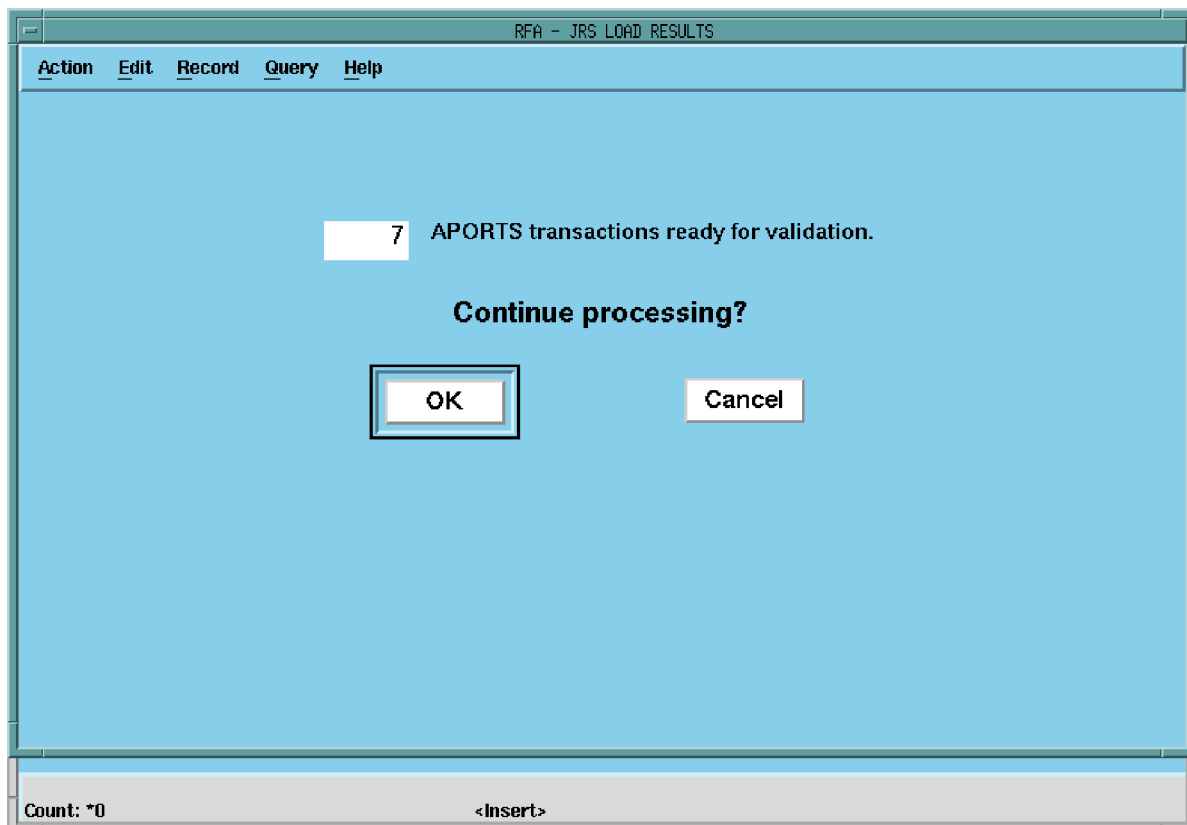 RFA - JRS LOAD RESULTS
Action Edit Record Query Help
7 APORTS transactions ready for validation.
Continue processing?
OK Cancel
Count: *0 <Insert>